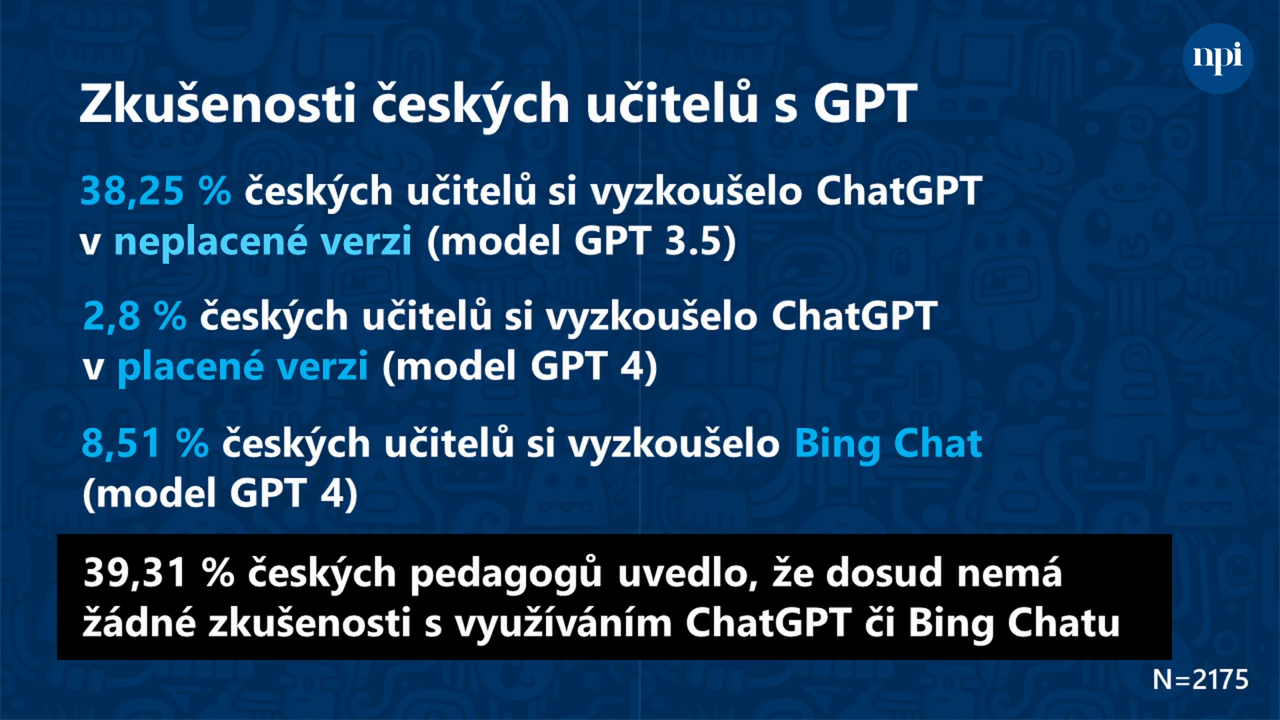 npi
Zkušenosti českých učitelů s GPT
38,25 % českých učitelů si vyzkoušelo ChatGPT
v neplacené verzi (model GPT 3.5)
2,8 % českých učitelů si vyzkoušelo ChatGPT
v placené verzi (model GPT 4)
8,51 % českých učitelů si vyzkoušelo Bing Chat
(model GPT 4)
39,31 % českých pedagogů uvedlo, že dosud nemá
žádné zkušenosti s využíváním ChatGPT či Bing Chatu
N=2175